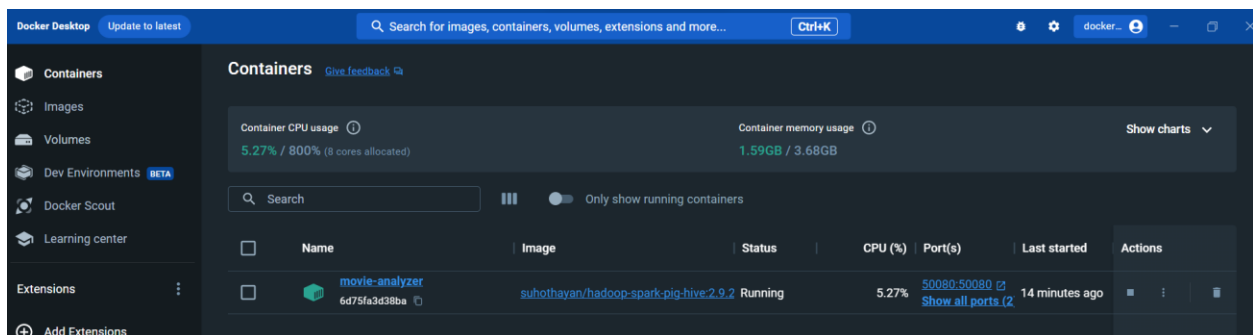 Docker Desktop Update to latest Search for images, containers, volumes, extensions and more... Ctrl+K docker...
Containers
Images
Volumes
Dev Environments BETA
Docker Scout
Learning center
Extensions
Add Extensions
Containers Give feedback
Container CPU usage
5.27% / 800% (8 cores allocated)
Container memory usage
1.59GB / 3.68GB
Show charts
Search
Only show running containers
Name Image Status CPU (%) Port(s) Last started Actions
movie-analyzer
6d75fa3d38ba
suhothayan/hadoop-spark-pig-hive:2.9.2 Running 5.27%
50080:50080
Show all ports (2
14 minutes ago